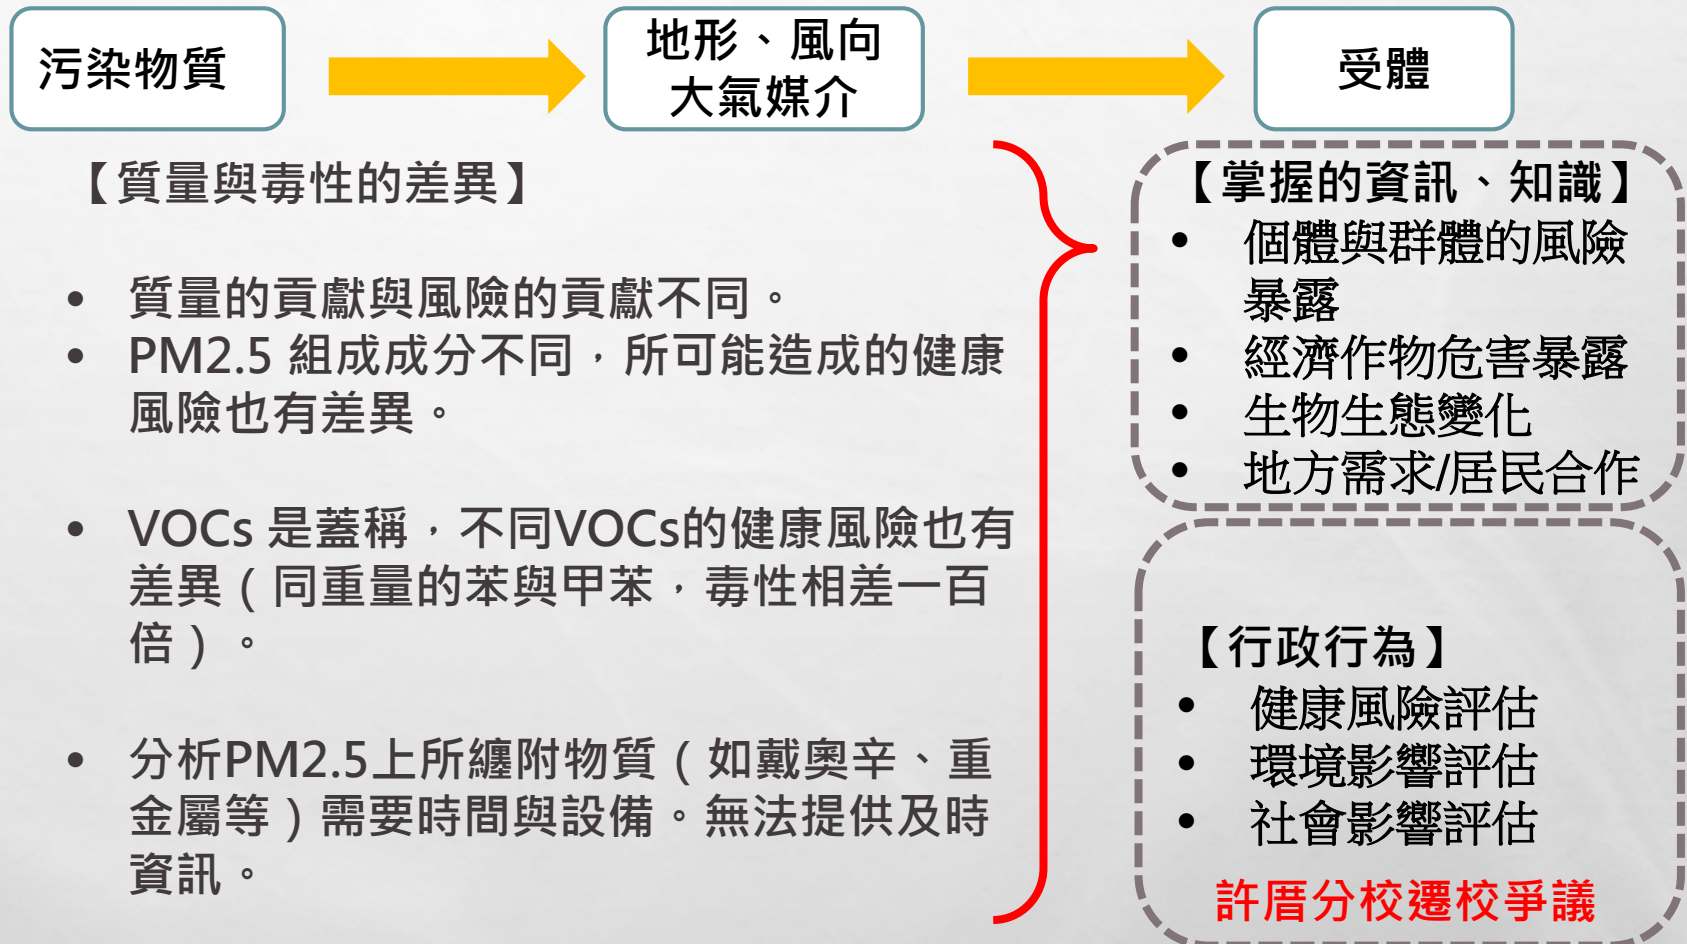 污染物質
地形、風向
大氣媒介
受體
【質量與毒性的差異】
• 質量的貢獻與風險的貢獻不同。
• PM2.5 組成成分不同，所可能造成的健康
風險也有差異。
• VOCs 是蓋稱，不同VOCs的健康風險也有
差異（同重量的苯與甲苯，毒性相差一百
倍）。
• 分析PM2.5上所纏附物質（如戴奧辛、重
金屬等）需要時間與設備。無法提供及時
資訊。
【掌握的資訊、知識】
• 個體與群體的風險
暴露
• 經濟作物危害暴露
• 生物生態變化
• 地方需求/居民合作
【行政行為】
• 健康風險評估
• 環境影響評估
• 社會影響評估
許厝分校遷校爭議